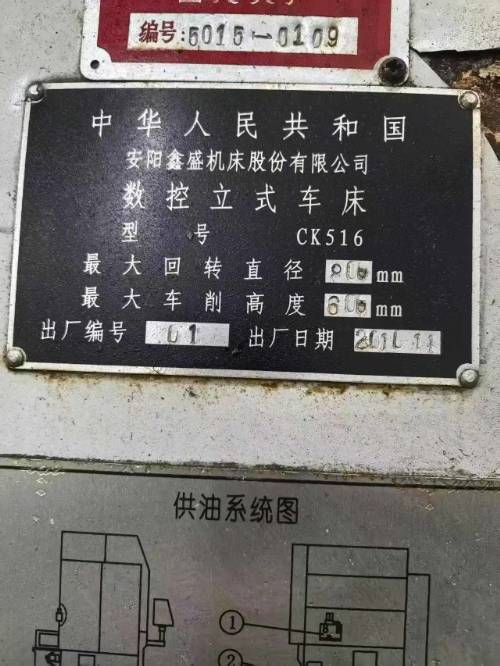 编号:5015-0109
中华人民共和国
安阳鑫盛机床股份有限公司
数控立式车床
型号 CK516
最大回转直径 mm
最大车削高度 600 mm
出厂编号 01 出厂日期
供油系统图
①
②